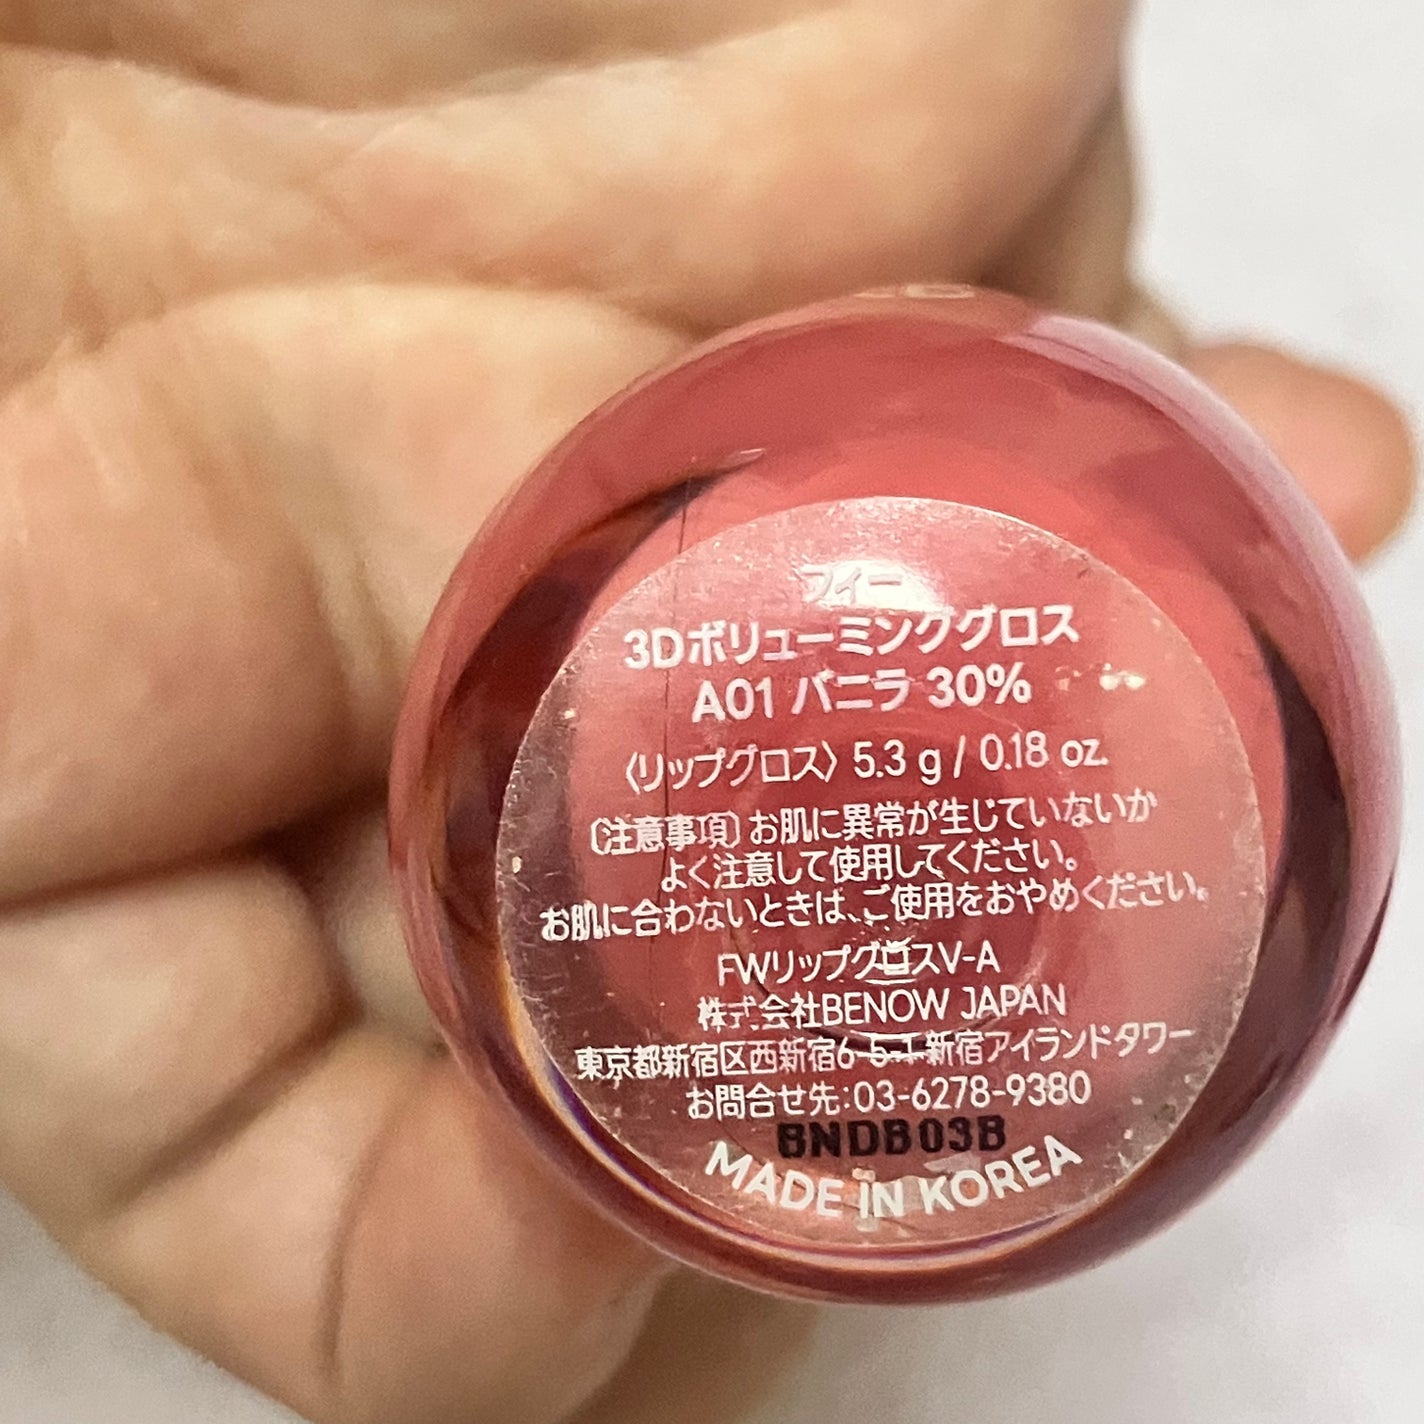 フィー
3Dボリューミンググロス
A01 バニラ 30%
〈リップグロス〉 5.3 g / 0.18 oz.
〔注意事項〕お肌に異常が生じていないか
よく注意して使用してください。
お肌に合わないときは、ご使用をおやめください。
FWリップグロスV-A
株式会社BENOW JAPAN
東京都新宿区西新宿6-5-1新宿アイランドタワー
お問合せ先:03-6278-9380
BNDB03B
MADE IN KOREA